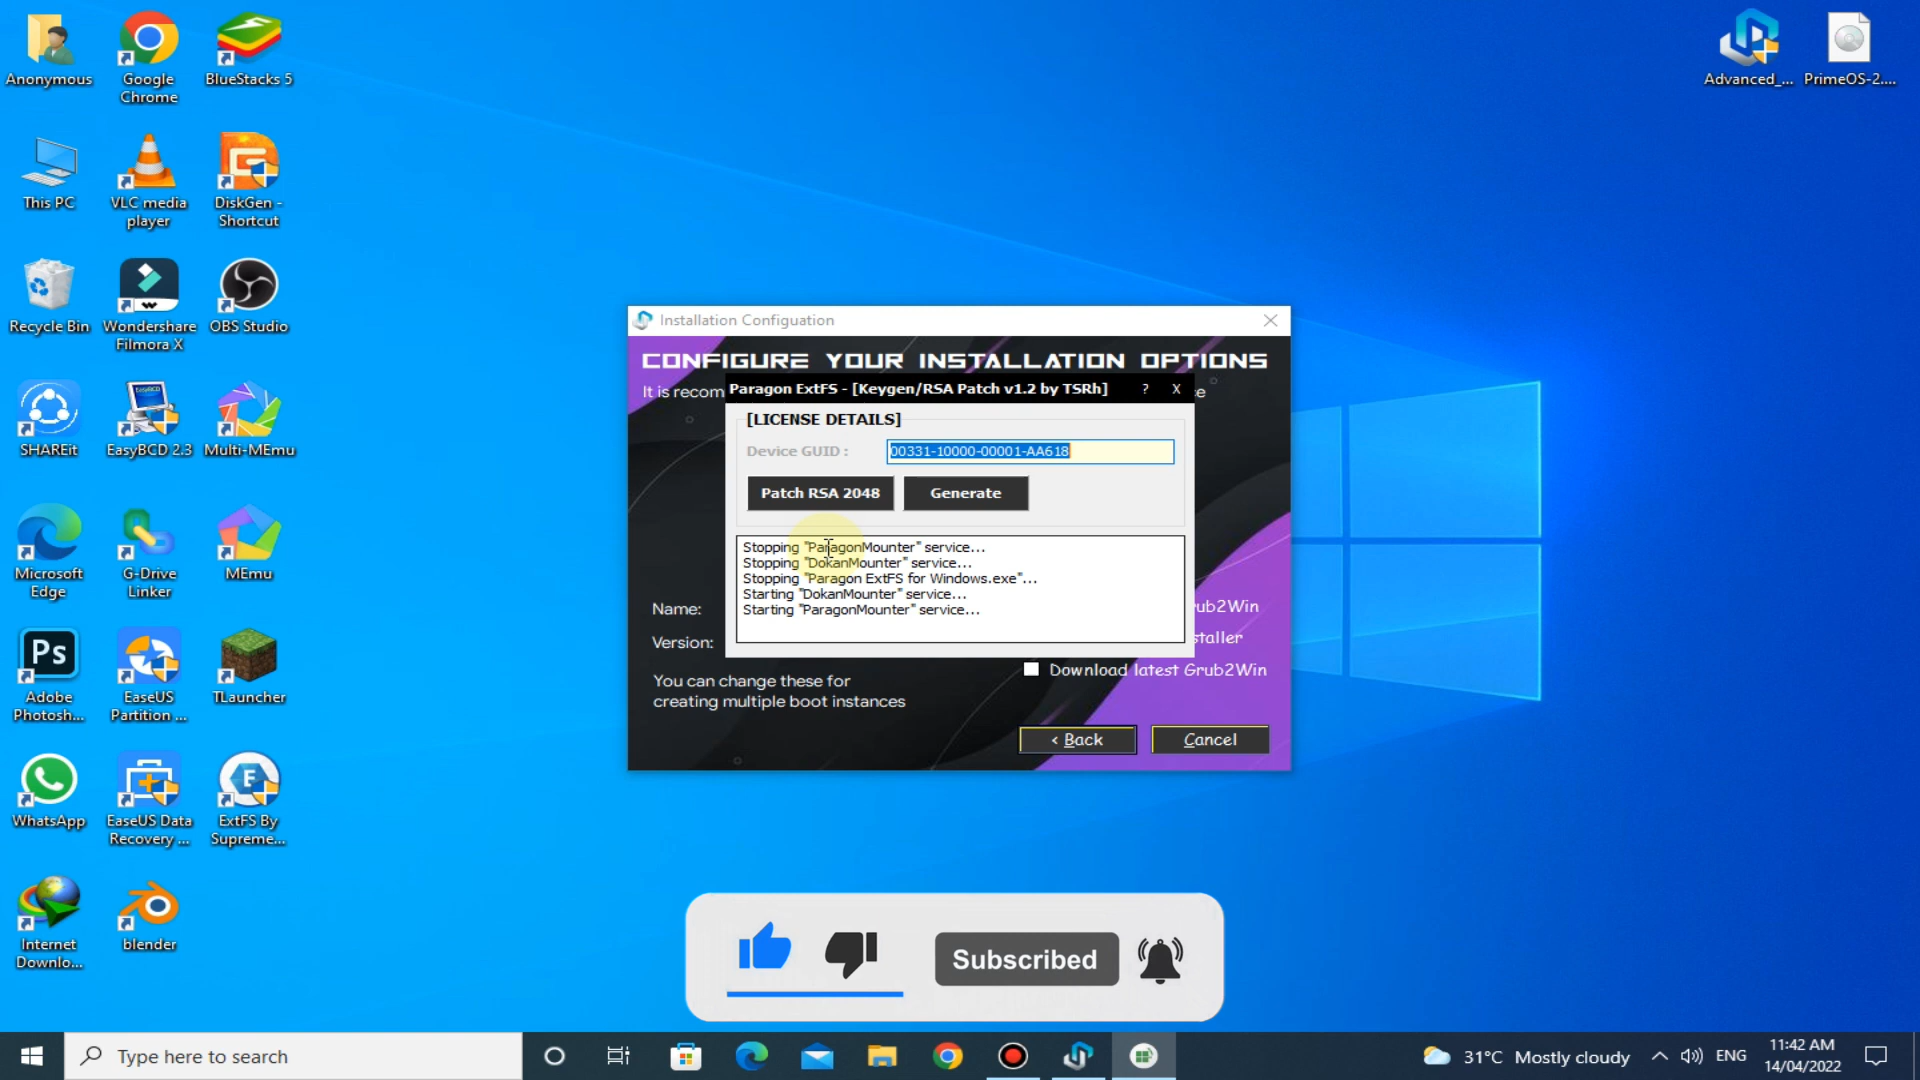 Anonymous
Google
Chrome
BlueStacks 5
Advanced_...
PrimeOS-2....
This PC
VLC media
player
DiskGen -
Shortcut
Recycle Bin
Wondershare
Filmora X
OBS Studio
SHAREit
EasyBCD 2.3
Multi-MEmu
Microsoft
Edge
G-Drive
Linker
MEmu
Ps
Adobe
Photosh...
EaseUS
Partition ...
TLauncher
WhatsApp
EaseUS Data
Recovery ...
ExtFS By
Supreme...
Internet
Downlo...
blender
Installation Configuation
CONFIGURE YOUR INSTALLATION OPTIONS
It is recom
Paragon ExtFS - [Keygen/RSA Patch v1.2 by TSRh]
? X
[LICENSE DETAILS]
Device GUID :
00331-10000-00001-AA618
Patch RSA 2048
Generate
Stopping "ParagonMounter" service...
Stopping "DokanMounter" service...
Stopping "Paragon ExtFS for Windows.exe"...
Starting "DokanMounter" service...
Starting "ParagonMounter" service...
Name:
rub2Win
Version:
staller
Download latest Grub2Win
You can change these for
creating multiple boot instances
< Back
Cancel
Subscribed
Type here to search
31°C Mostly cloudy
ENG
11:42 AM
14/04/2022